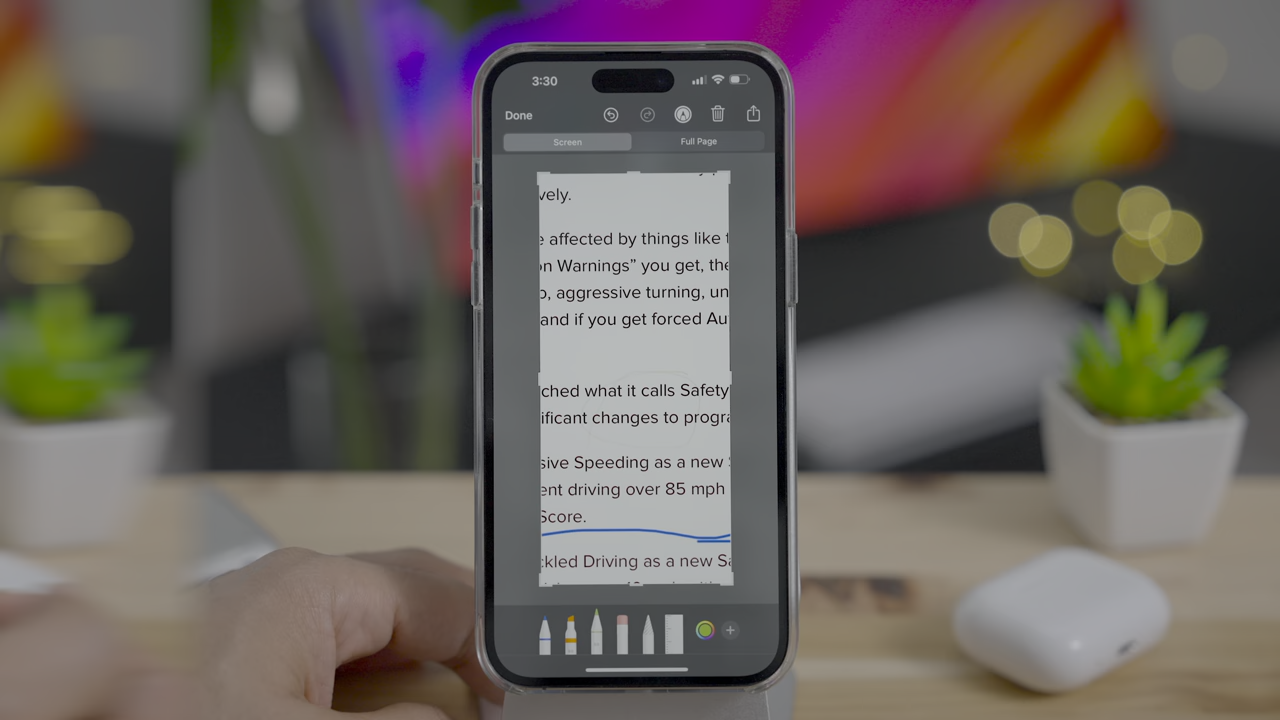 3:30
Done
Screen Full Page
vely.
e affected by things like t
on Warnings” you get, the
o, aggressive turning, un
and if you get forced Au
ched what it calls Safety
ificant changes to progra
sive Speeding as a new S
ent driving over 85 mph
Score.
ckled Driving as a new Sa